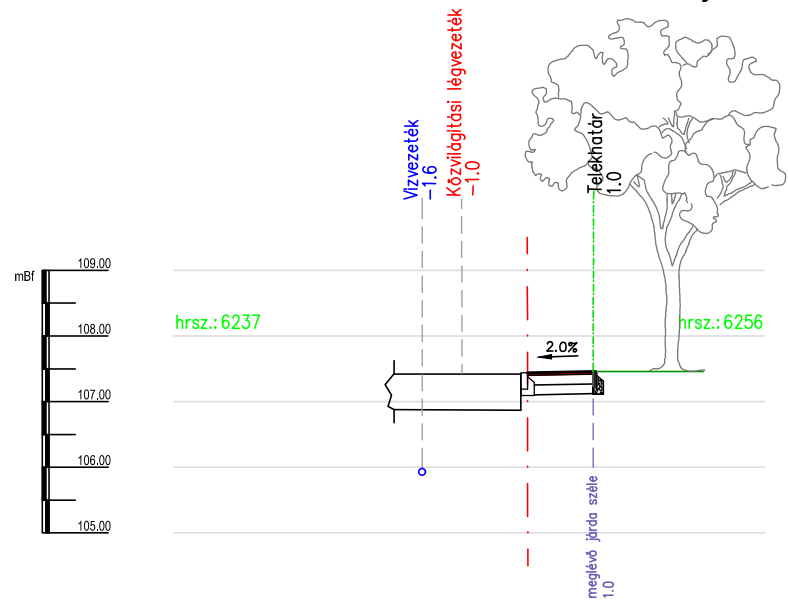 Vízvezeték
-1.6
Közvilágítási légvezeték
-1.0
Telekhatár
1.0
mBf
109.00
108.00
107.00
106.00
105.00
hrsz.: 6237
hrsz.: 6256
2.0%
meglévő járda széle
1.0